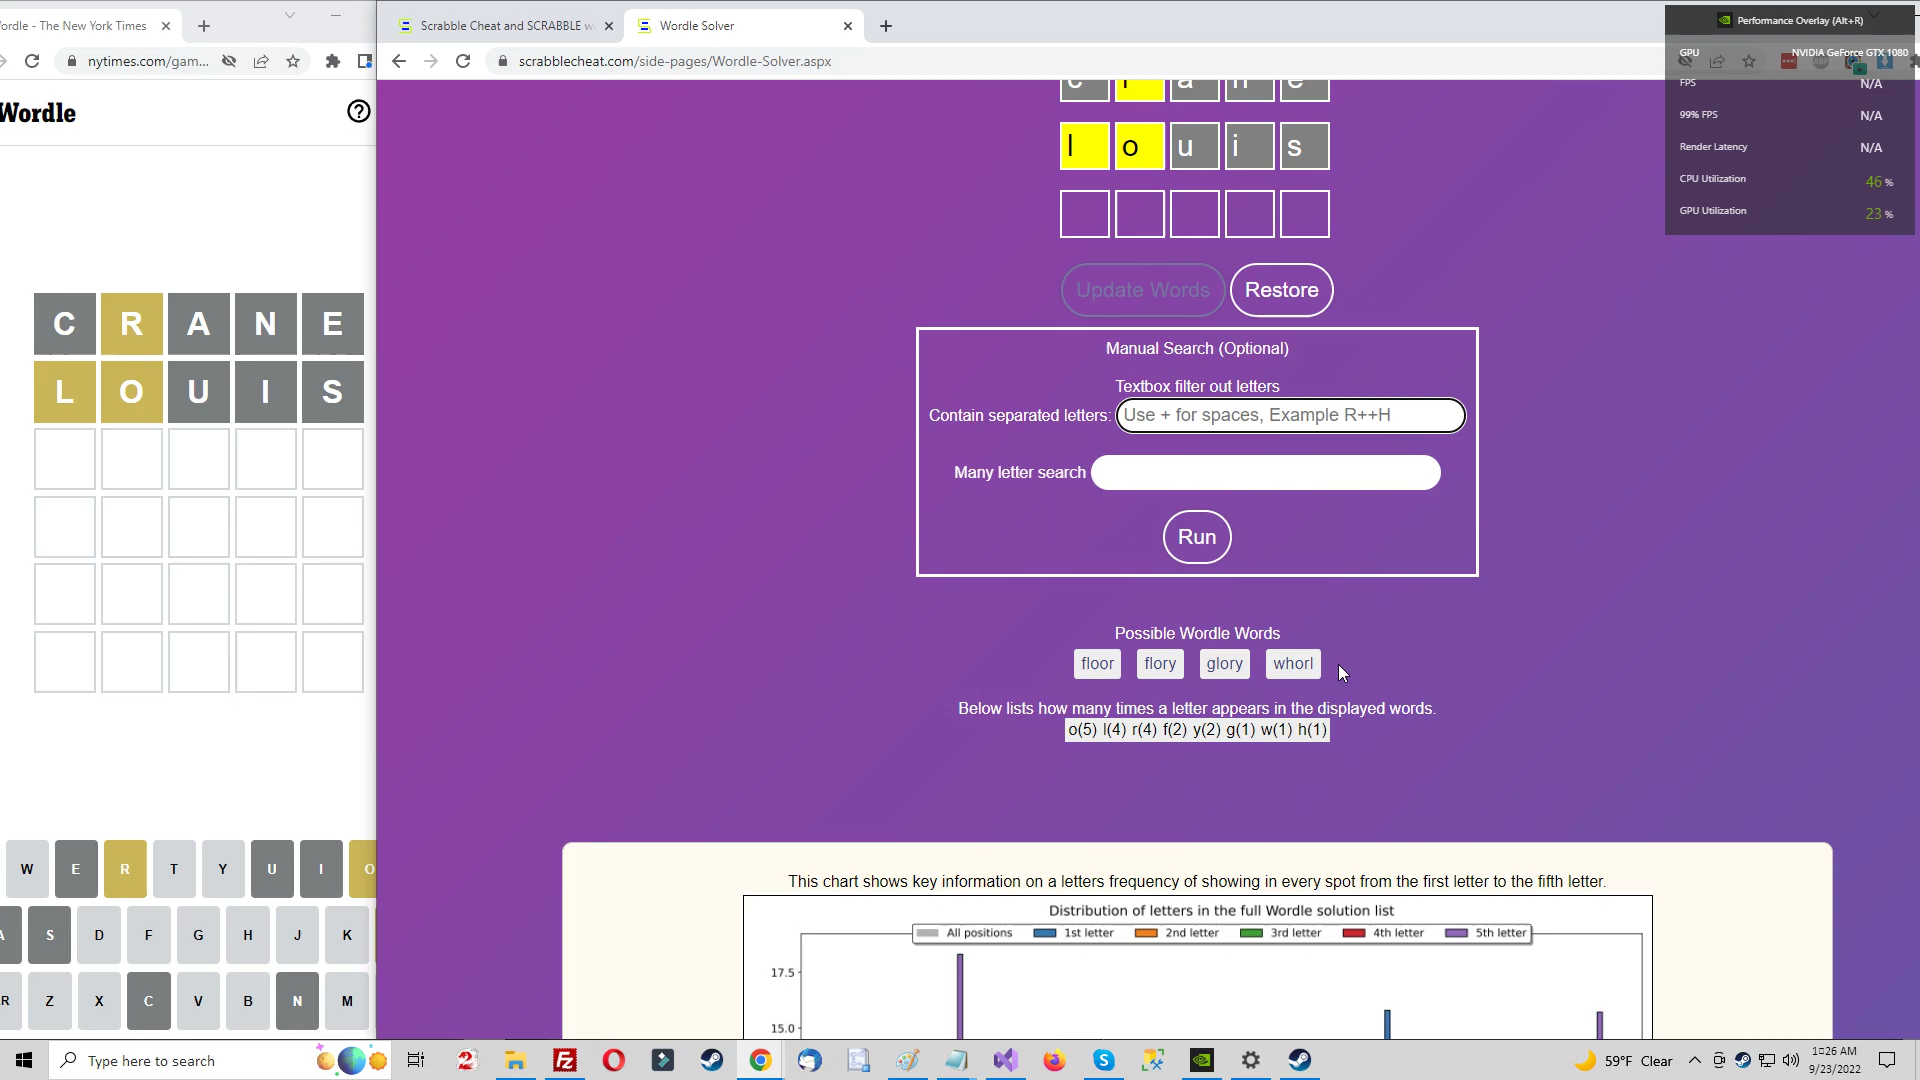 ordle - The New York Times
Scrabble Cheat and SCRABBLE w
Wordle Solver
nytimes.com/gam...
scrabblecheat.com/side-pages/Wordle-Solver.aspx
Performance Overlay (Alt+R)
GPU NVIDIA GeForce GTX 1080
FPS N/A
99% FPS N/A
Render Latency N/A
CPU Utilization 46 %
GPU Utilization 23 %
Wordle
?
c r a n e
l o u i s
Update Words Restore
C R A N E
L O U I S
Manual Search (Optional)
Textbox filter out letters
Contain separated letters: Use + for spaces, Example R++H
Many letter search
Run
Possible Wordle Words
floor flory glory whorl
Below lists how many times a letter appears in the displayed words.
o(5) l(4) r(4) f(2) y(2) g(1) w(1) h(1)
W E R T Y U I O
A S D F G H J K
R Z X C V B N M
This chart shows key information on a letters frequency of showing in every spot from the first letter to the fifth letter.
Distribution of letters in the full Wordle solution list
All positions 1st letter 2nd letter 3rd letter 4th letter 5th letter
17.5
15.0
Type here to search
59°F Clear
1:26 AM
9/23/2022